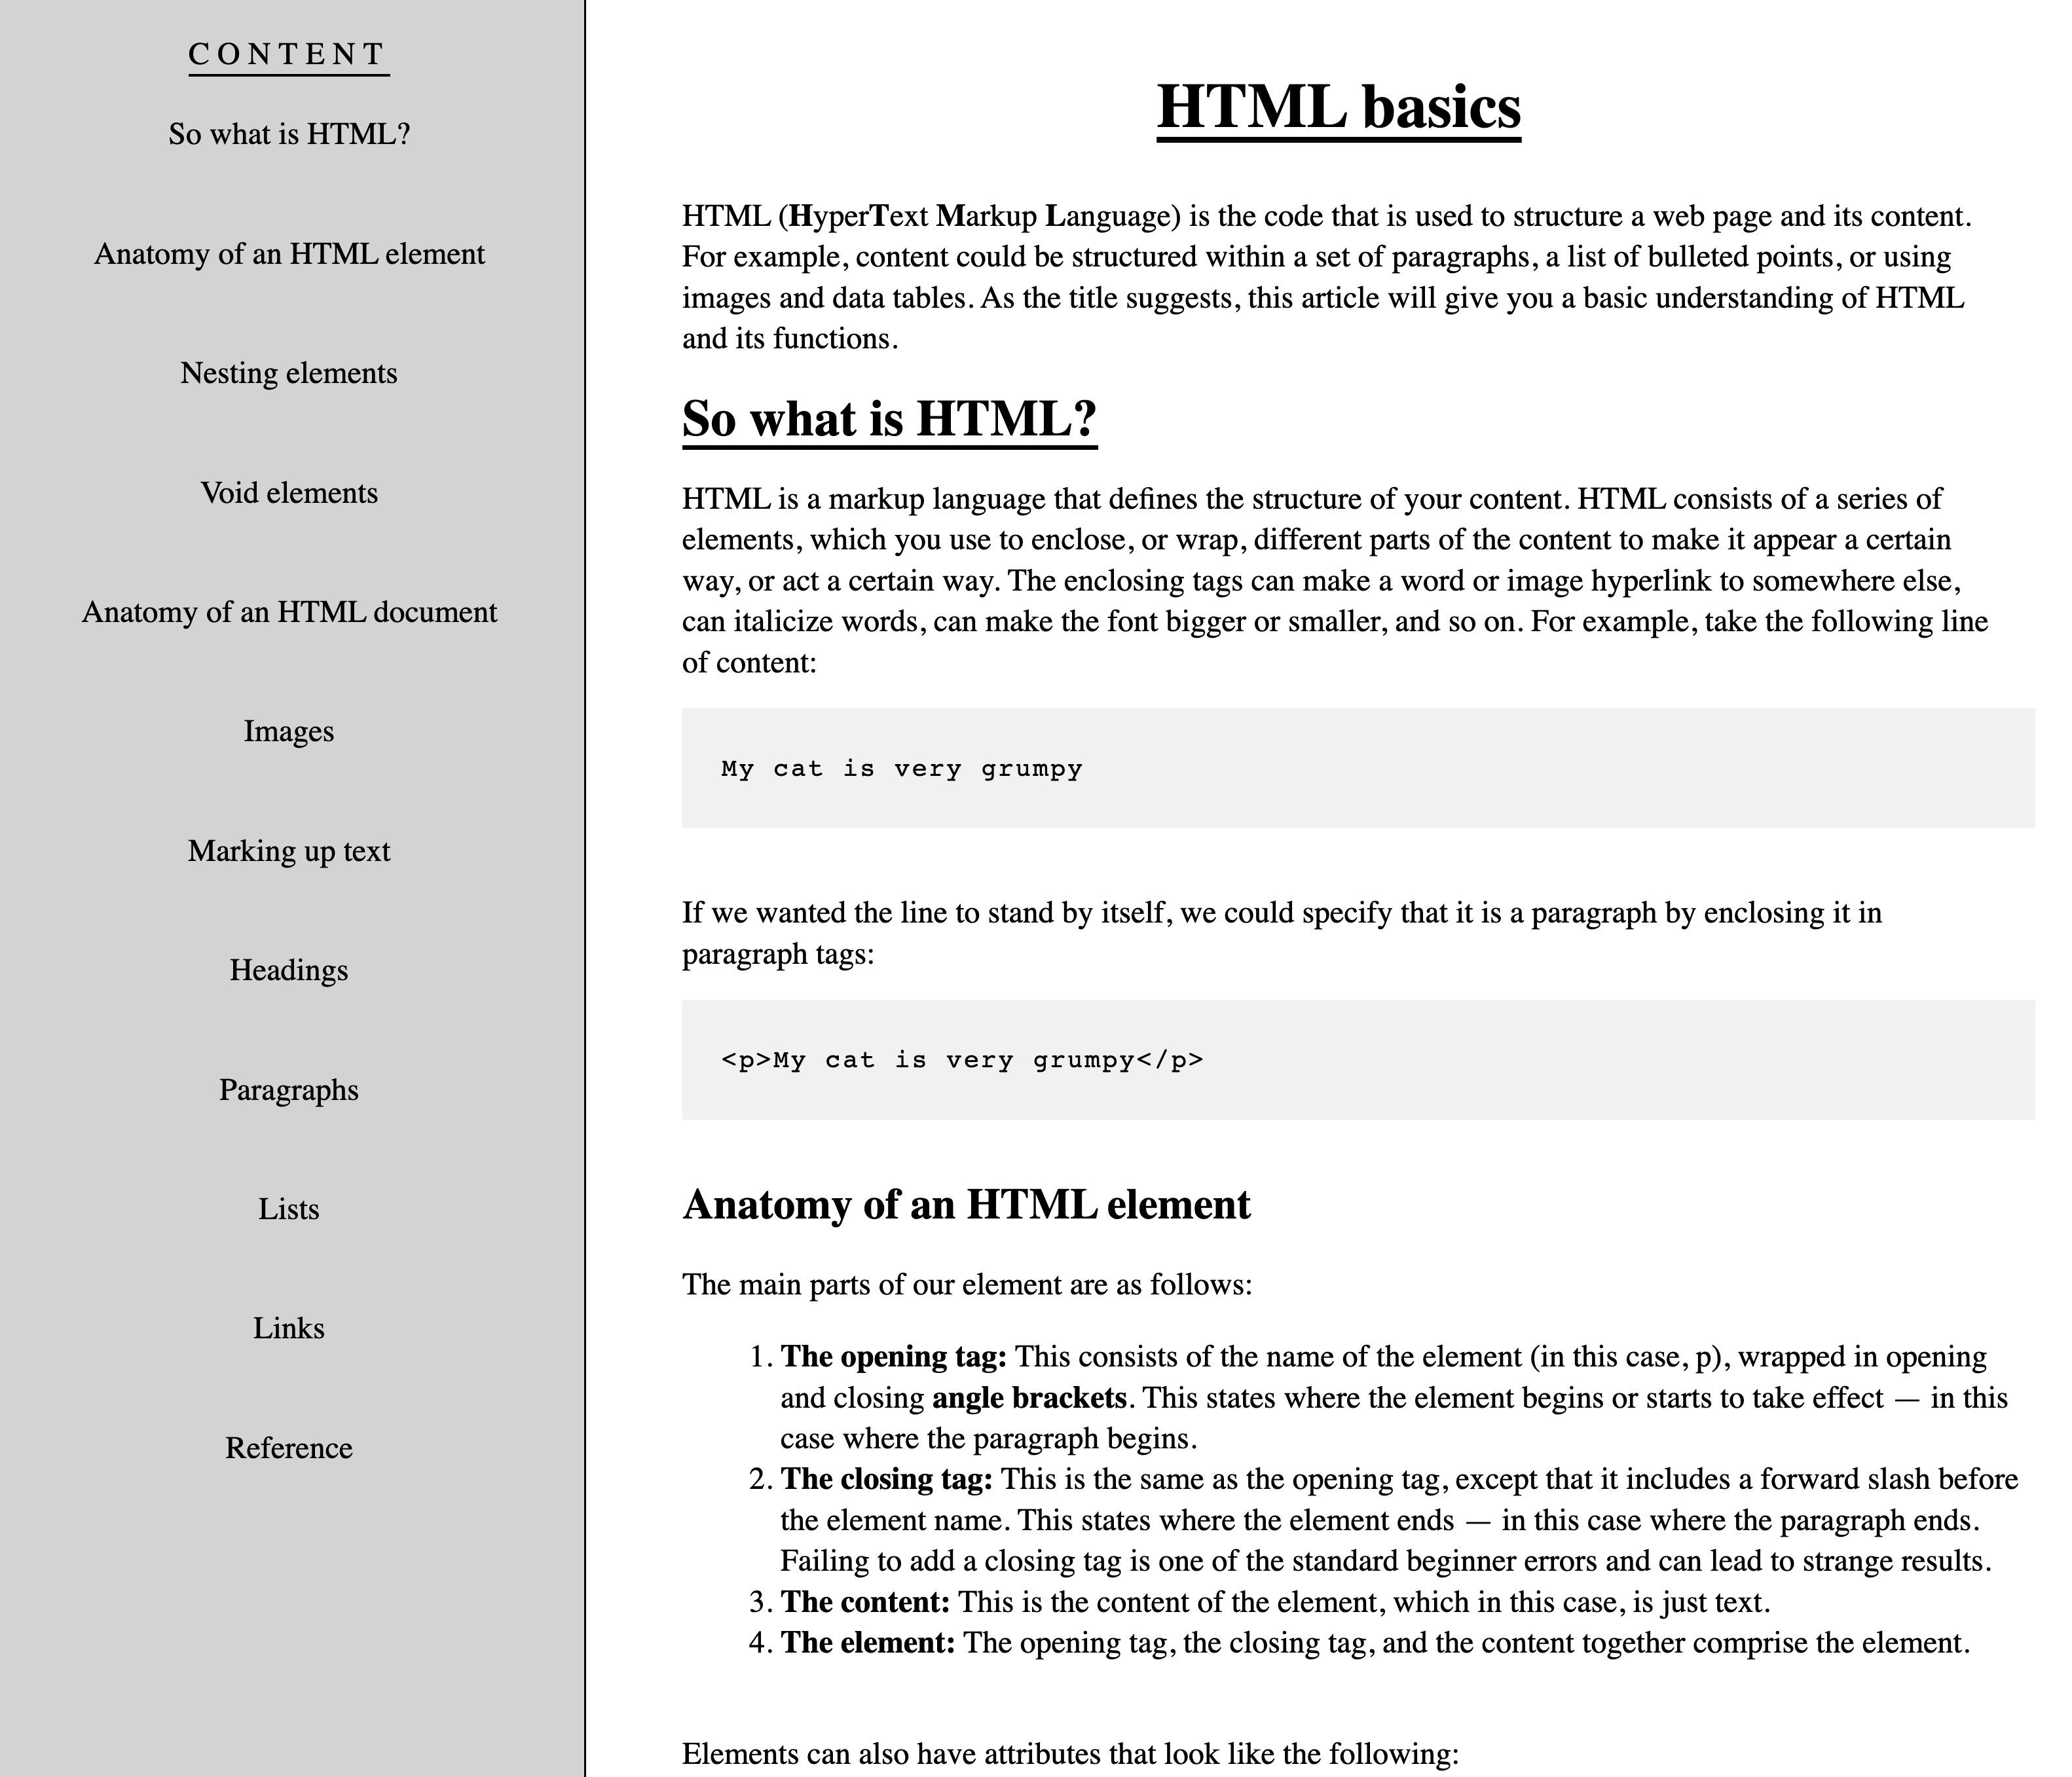 CONTENT
So what is HTML?
Anatomy of an HTML element
Nesting elements
Void elements
Anatomy of an HTML document
Images
Marking up text
Headings
Paragraphs
Lists
Links
Reference
HTML basics
HTML (HyperText Markup Language) is the code that is used to structure a web page and its content.
For example, content could be structured within a set of paragraphs, a list of bulleted points, or using
images and data tables. As the title suggests, this article will give you a basic understanding of HTML
and its functions.
So what is HTML?
HTML is a markup language that defines the structure of your content. HTML consists of a series of
elements, which you use to enclose, or wrap, different parts of the content to make it appear a certain
way, or act a certain way. The enclosing tags can make a word or image hyperlink to somewhere else,
can italicize words, can make the font bigger or smaller, and so on. For example, take the following line
of content:
My cat is very grumpy
If we wanted the line to stand by itself, we could specify that it is a paragraph by enclosing it in
paragraph tags:
<p>My cat is very grumpy</p>
Anatomy of an HTML element
The main parts of our element are as follows:
1. The opening tag: This consists of the name of the element (in this case, p), wrapped in opening
and closing angle brackets. This states where the element begins or starts to take effect — in this
case where the paragraph begins.
2. The closing tag: This is the same as the opening tag, except that it includes a forward slash before
the element name. This states where the element ends — in this case where the paragraph ends.
Failing to add a closing tag is one of the standard beginner errors and can lead to strange results.
3. The content: This is the content of the element, which in this case, is just text.
4. The element: The opening tag, the closing tag, and the content together comprise the element.
Elements can also have attributes that look like the following: